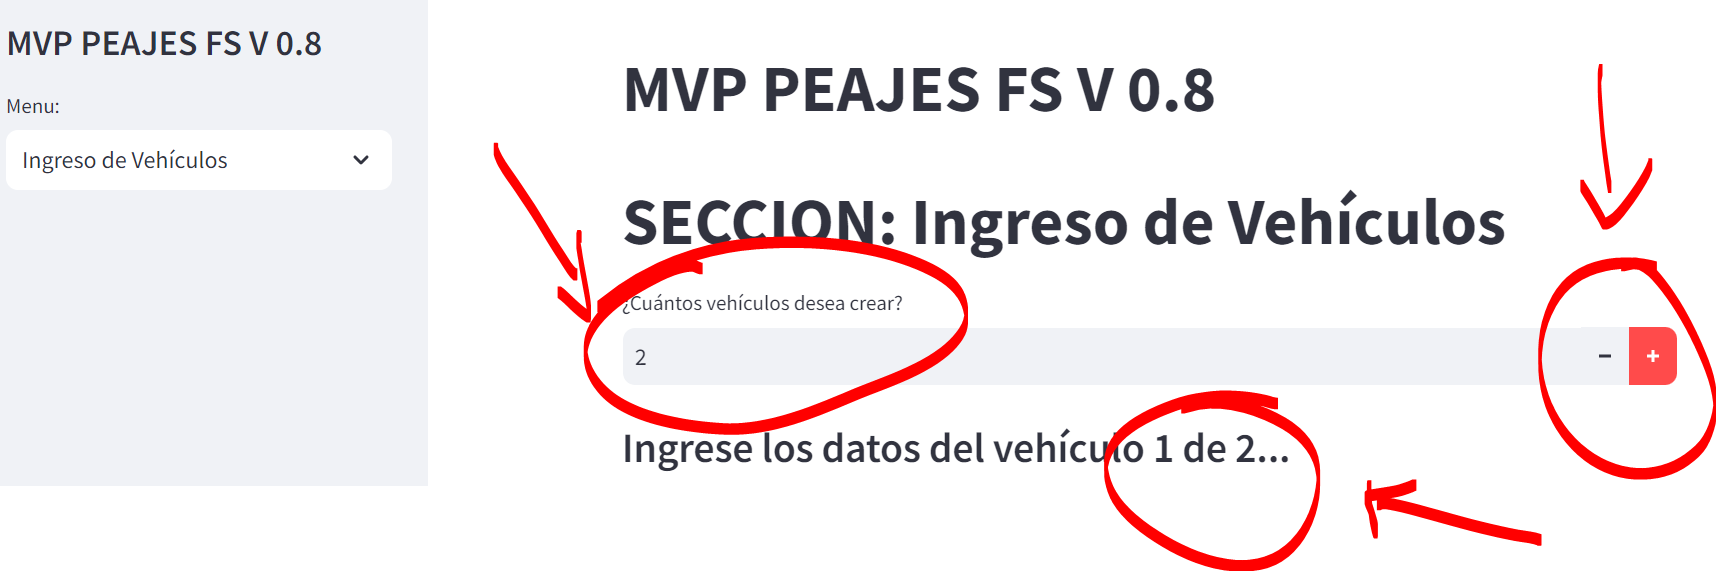 MVP PEAJES FS V 0.8
Menu:
Ingreso de Vehículos
MVP PEAJES FS V 0.8
SECCION: Ingreso de Vehículos
¿Cuántos vehículos desea crear?
2
− +
Ingrese los datos del vehículo 1 de 2...